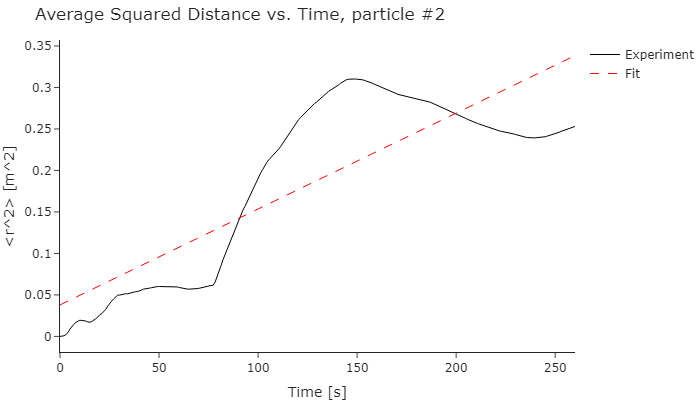 Average Squared Distance vs. Time, particle #2
0.35
0.3
0.25
0.2
0.15
0.1
0.05
0
<r^2> [m^2]
0 50 100 150 200 250
Time [s]
Experiment
Fit